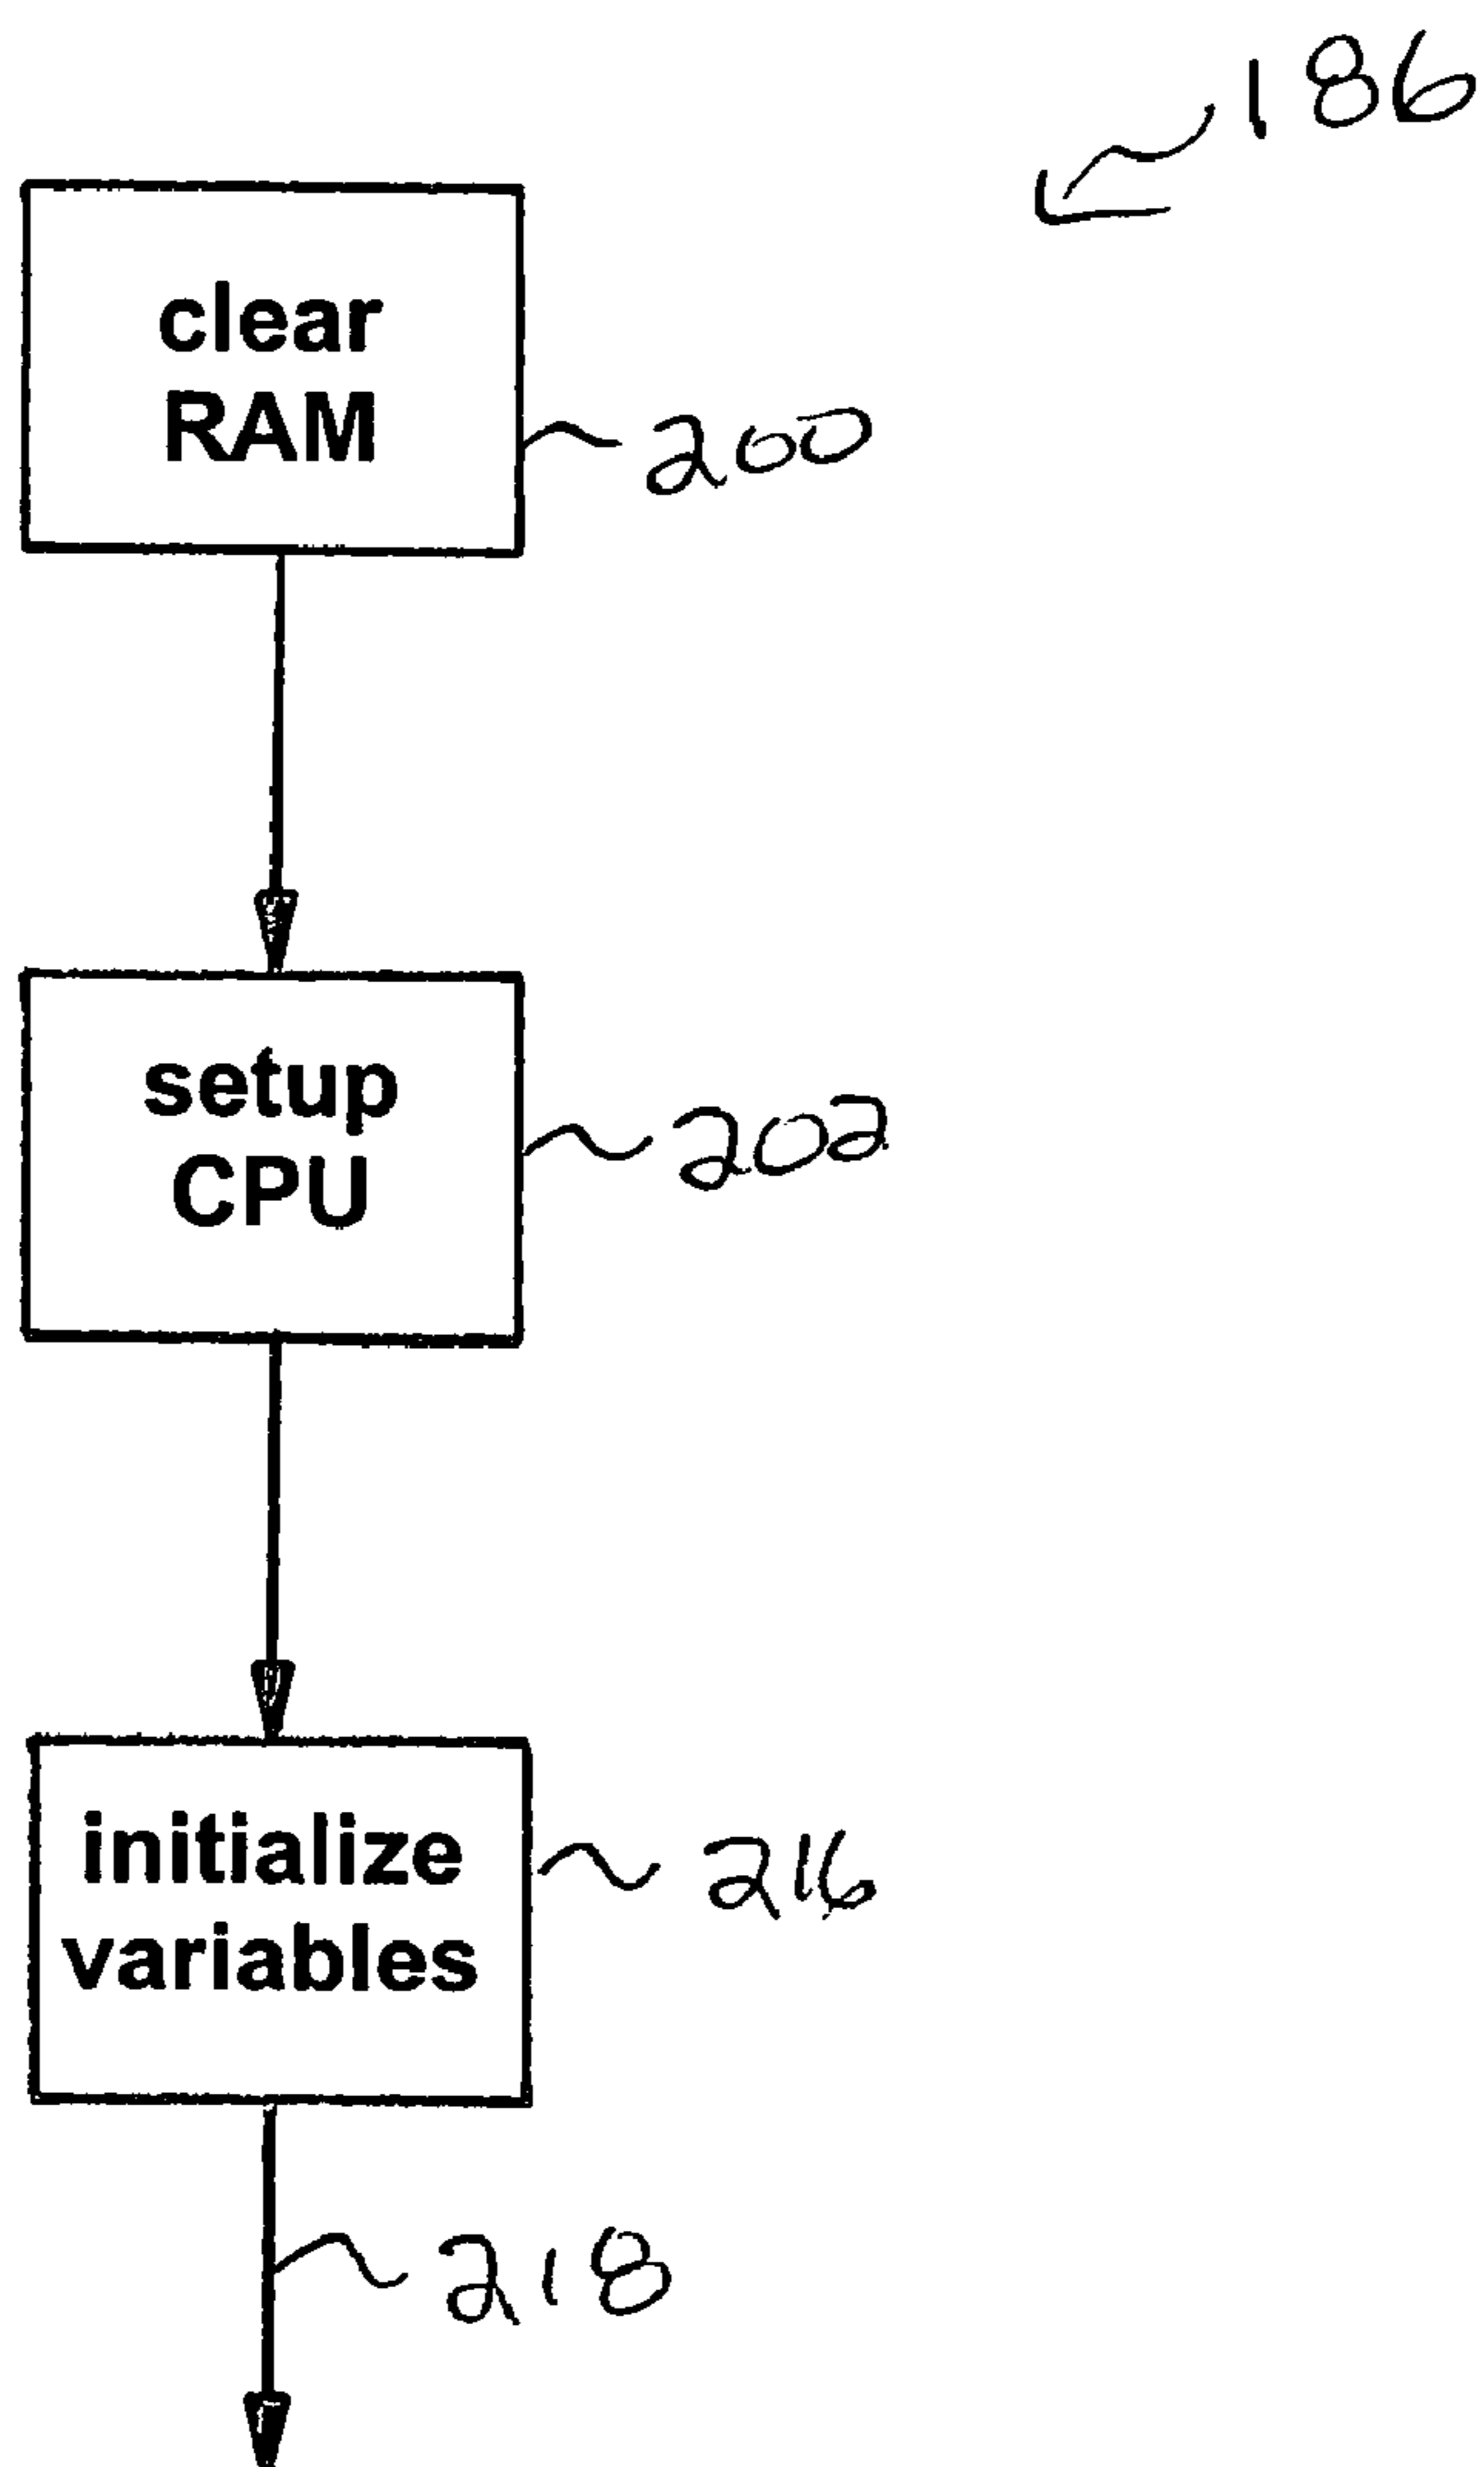 186
clear
RAM
200
setup
CPU
202
initialize
variables
216
218